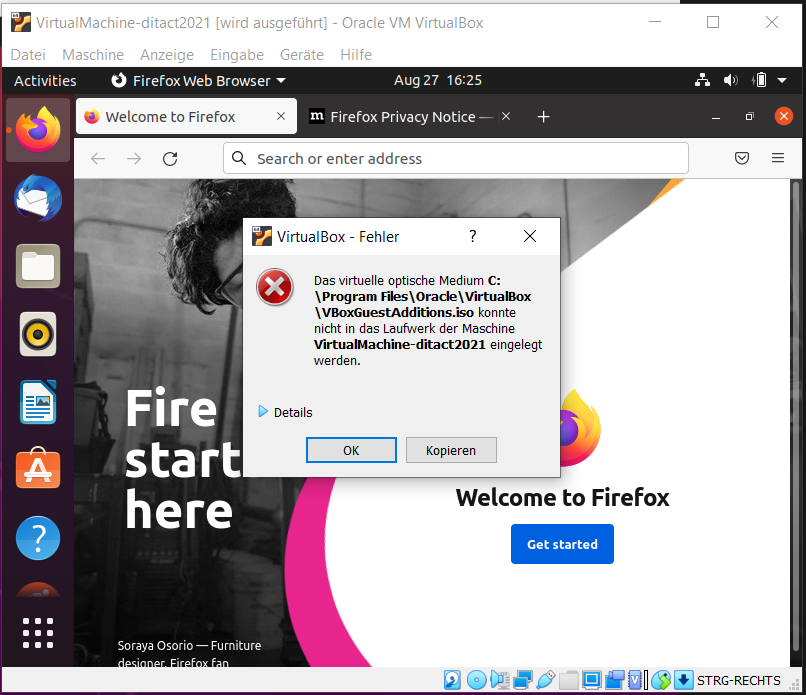 VirtualMachine-ditact2021 [wird ausgeführt] - Oracle VM VirtualBox
Datei Maschine Anzeige Eingabe Geräte Hilfe
Activities Firefox Web Browser Aug 27 16:25
Welcome to Firefox Firefox Privacy Notice —
Search or enter address
VirtualBox - Fehler
Das virtuelle optische Medium C:
\Program Files\Oracle\VirtualBox
\VBoxGuestAdditions.iso konnte
nicht in das Laufwerk der Maschine
VirtualMachine-ditact2021 eingelegt
werden.
Details
OK Kopieren
Fire
start
here
Welcome to Firefox
Get started
Soraya Osorio — Furniture
designer, Firefox fan
STRG-RECHTS